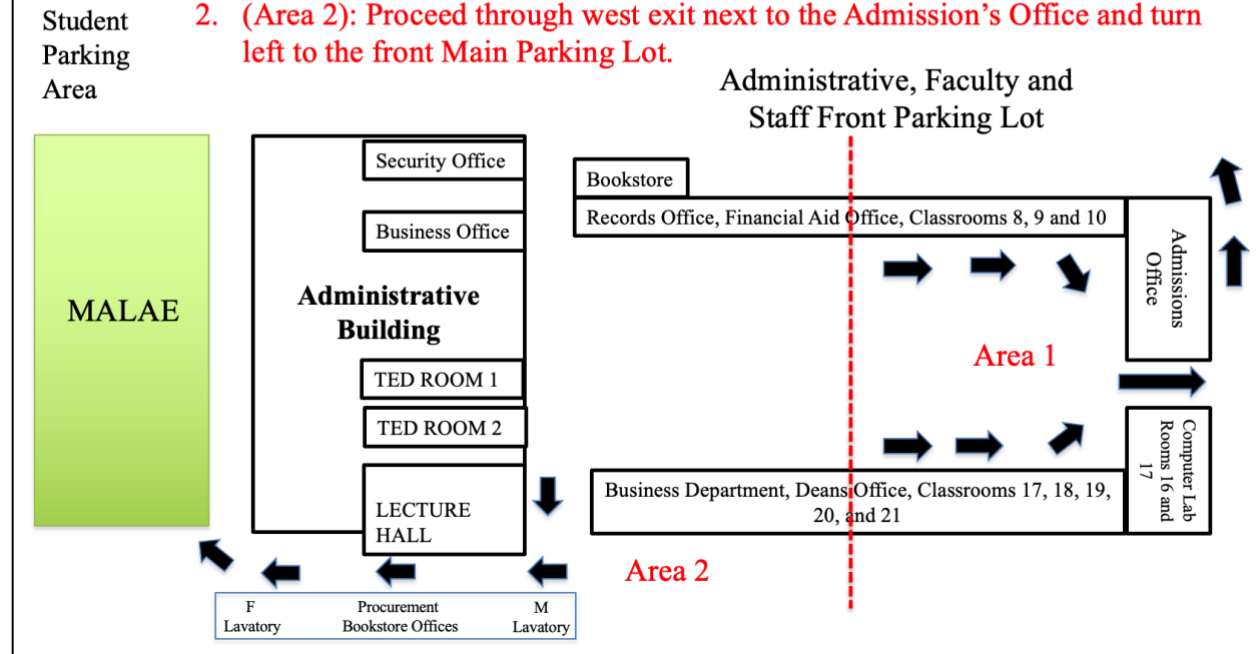 Student
Parking
Area
2. (Area 2): Proceed through west exit next to the Admission's Office and turn
left to the front Main Parking Lot.
Administrative, Faculty and
Staff Front Parking Lot
MALAE
Security Office
Business Office
Administrative
Building
TED ROOM 1
TED ROOM 2
LECTURE
HALL
Bookstore
Records Office, Financial Aid Office, Classrooms 8, 9 and 10
Admissions
Office
Area 1
Computer Lab
Rooms 16 and
17
Business Department, Deans Office, Classrooms 17, 18, 19,
20, and 21
Area 2
F
Lavatory
Procurement
Bookstore Offices
M
Lavatory